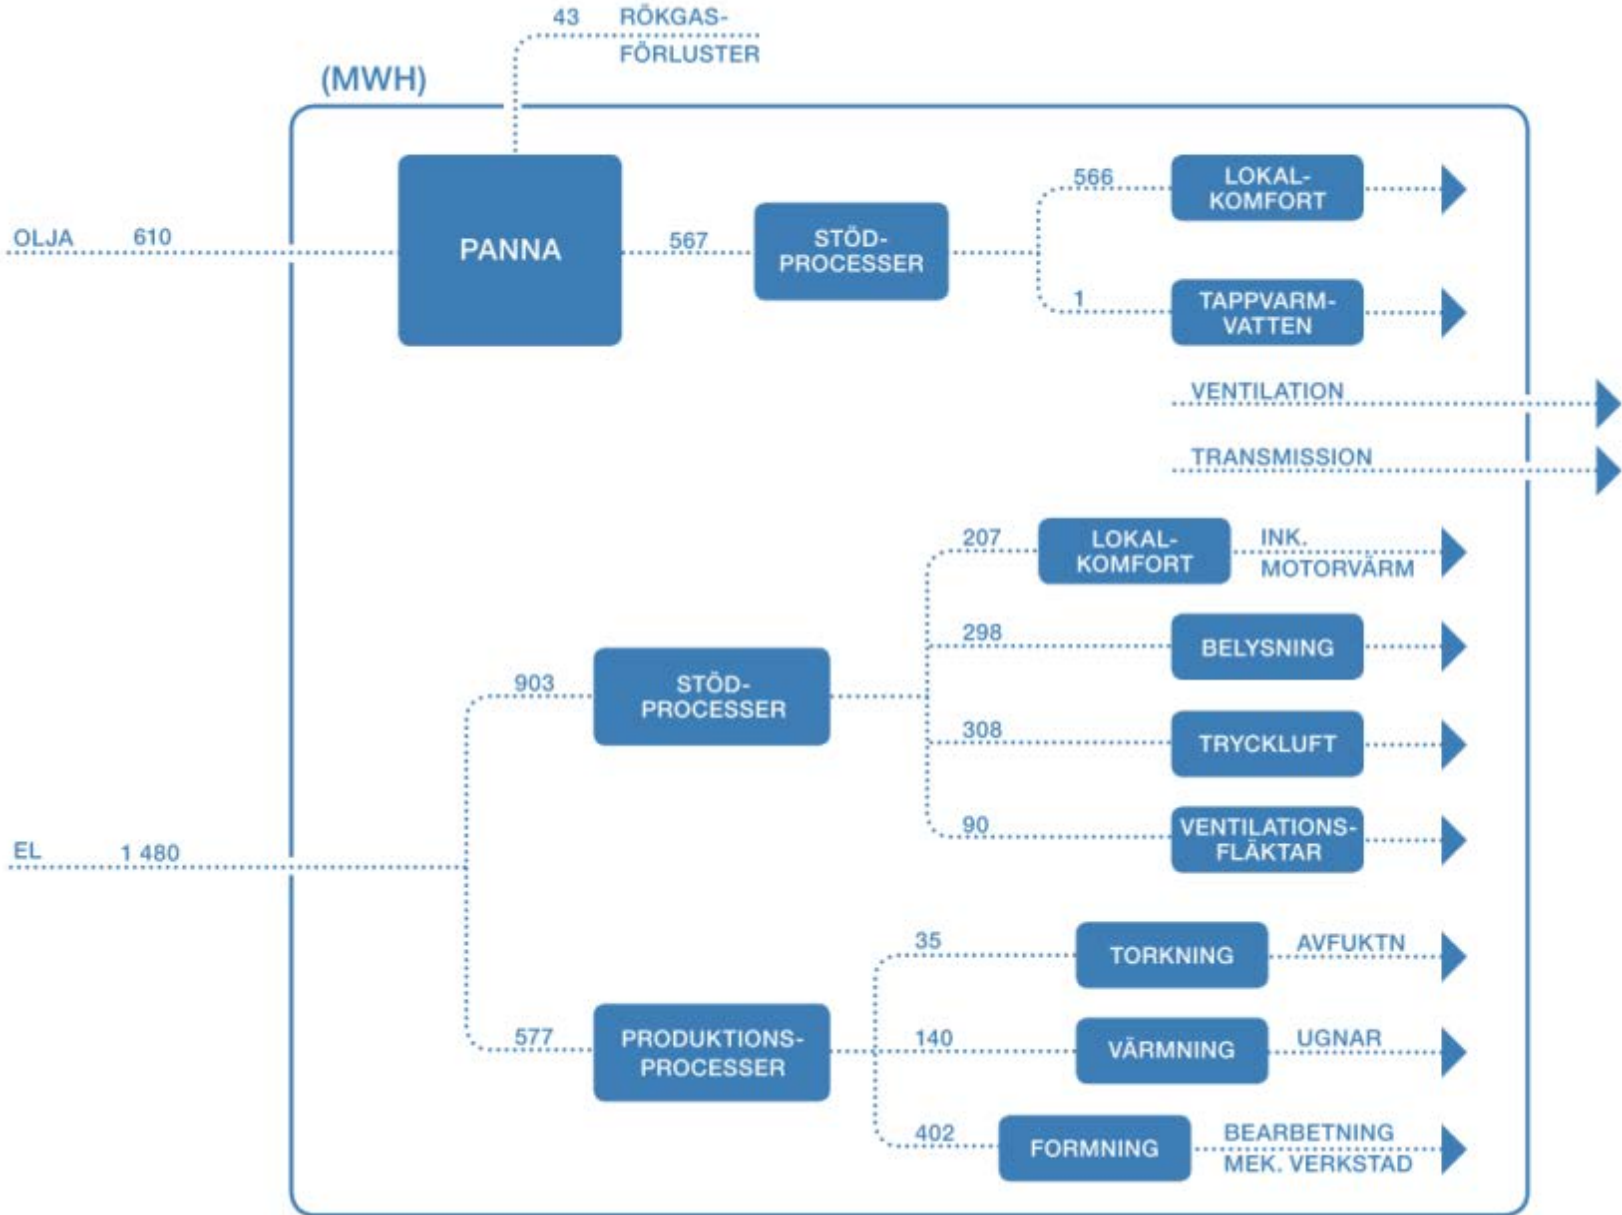 43 RÖKGAS-
FÖRLUSTER
(MWH)
OLJA 610
PANNA
567
STÖD-
PROCESSER
566
LOKAL-
KOMFORT
1
TAPPVARM-
VATTEN
VENTILATION
TRANSMISSION
207
LOKAL-
KOMFORT
INK.
MOTORVÄRM
298
BELYSNING
903
STÖD-
PROCESSER
308
TRYCKLUFT
90
VENTILATIONS-
FLÄKTAR
EL 1 480
35
TORKNING
AVFUKTN
577
PRODUKTIONS-
PROCESSER
140
VÄRMNING
UGNAR
402
FORMNING
BEARBETNING
MEK. VERKSTAD